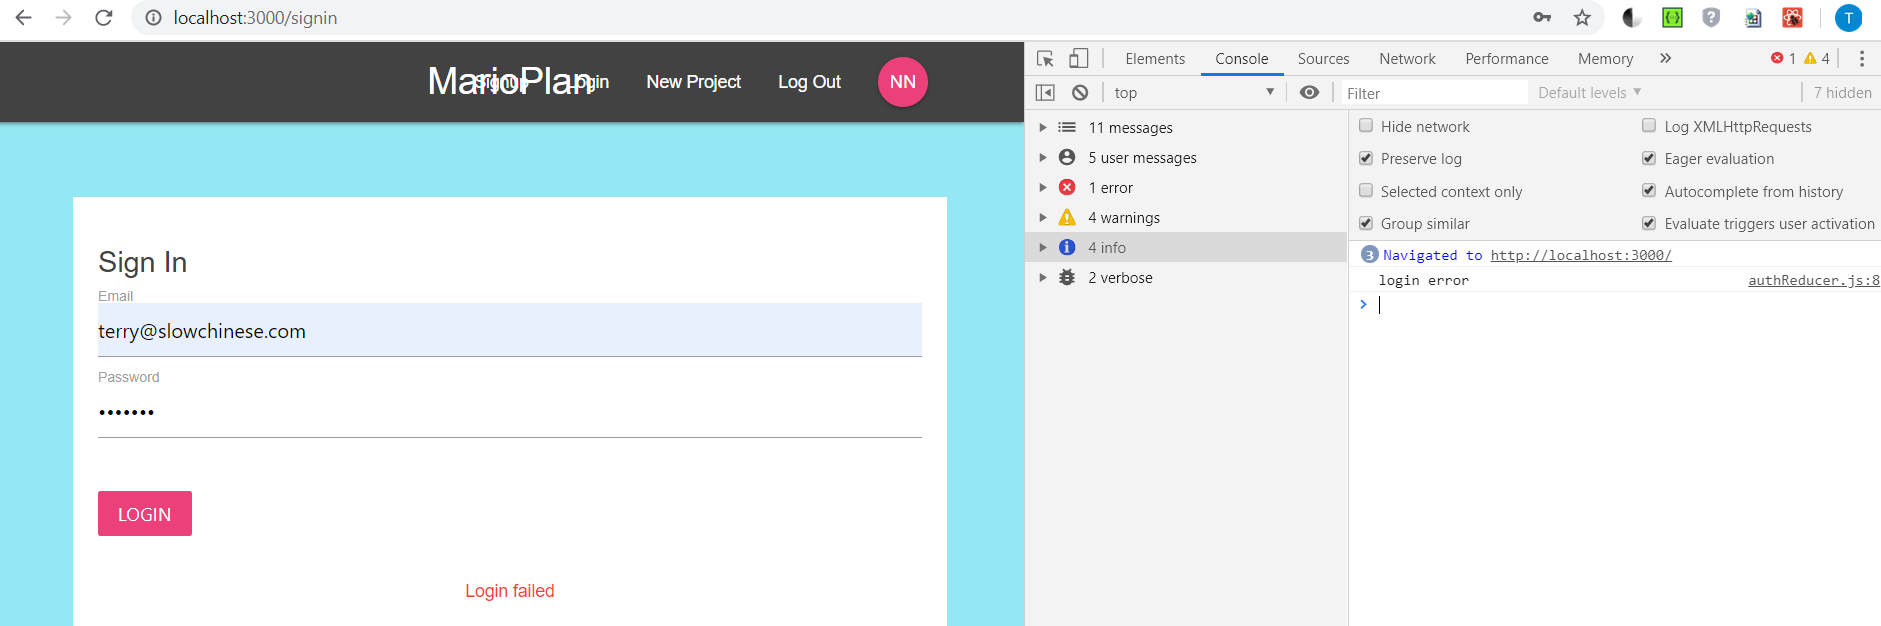 localhost:3000/signin
T
MarioPlan
Signup Login New Project Log Out NN
Elements Console Sources Network Performance Memory » 1 4
top Filter Default levels 7 hidden
11 messages
5 user messages
1 error
4 warnings
4 info
2 verbose
Hide network Log XMLHttpRequests
Preserve log Eager evaluation
Selected context only Autocomplete from history
Group similar Evaluate triggers user activation
3 Navigated to http://localhost:3000/
login error authReducer.js:8
Sign In
Email
terry@slowchinese.com
Password
•••••••
LOGIN
Login failed